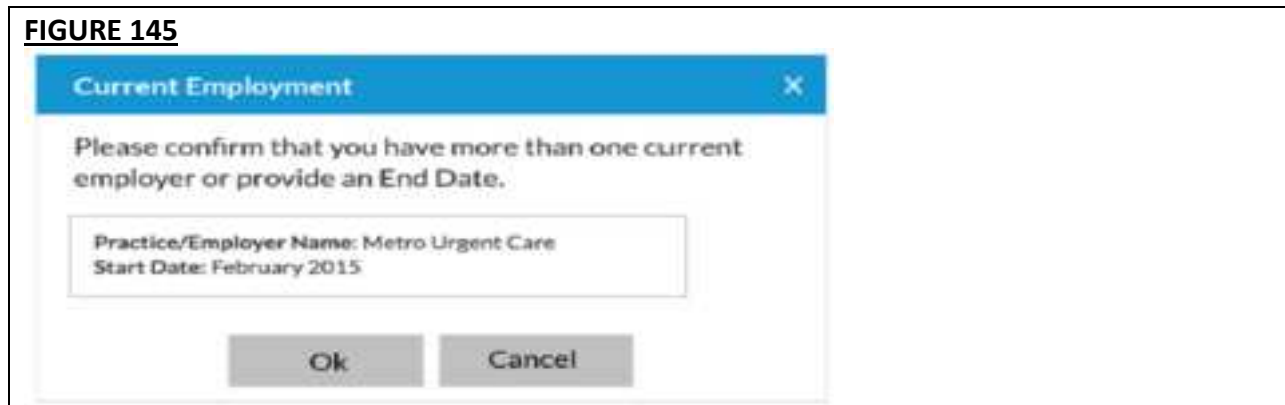 FIGURE 145
Current Employment ×
Please confirm that you have more than one current
employer or provide an End Date.
Practice/Employer Name: Metro Urgent Care
Start Date: February 2015
Ok Cancel